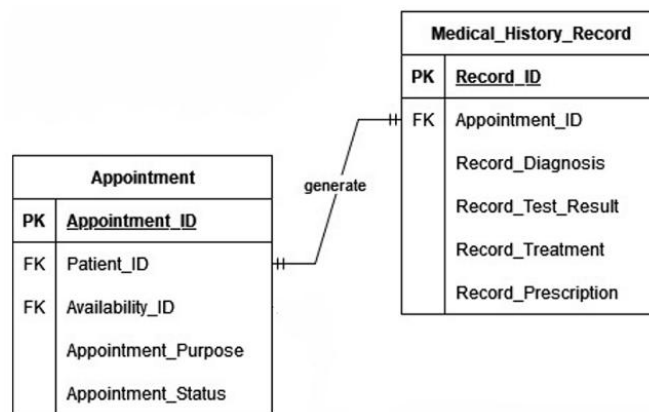 Medical_History_Record
PK Record_ID
FK Appointment_ID
Record_Diagnosis
Record_Test_Result
Record_Treatment
Record_Prescription
generate
Appointment
PK Appointment_ID
FK Patient_ID
FK Availability_ID
Appointment_Purpose
Appointment_Status